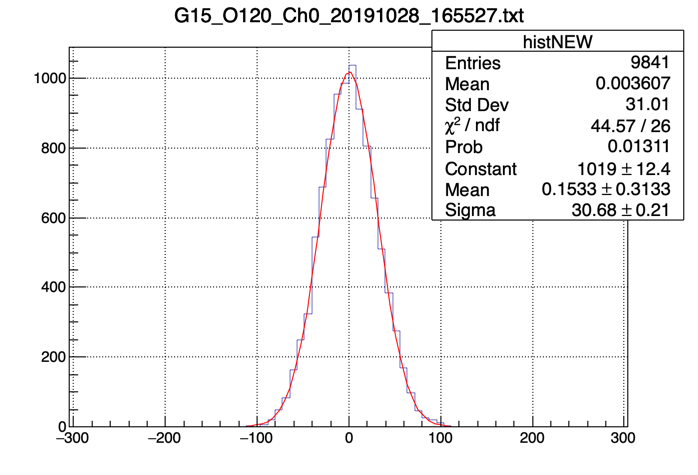 G15_O120_Ch0_20191028_165527.txt
histNEW
Entries 9841
Mean 0.003607
Std Dev 31.01
χ² / ndf 44.57 / 26
Prob 0.01311
Constant 1019 ± 12.4
Mean 0.1533 ± 0.3133
Sigma 30.68 ± 0.21
1000
800
600
400
200
0
−300 −200 −100 0 100 200 300